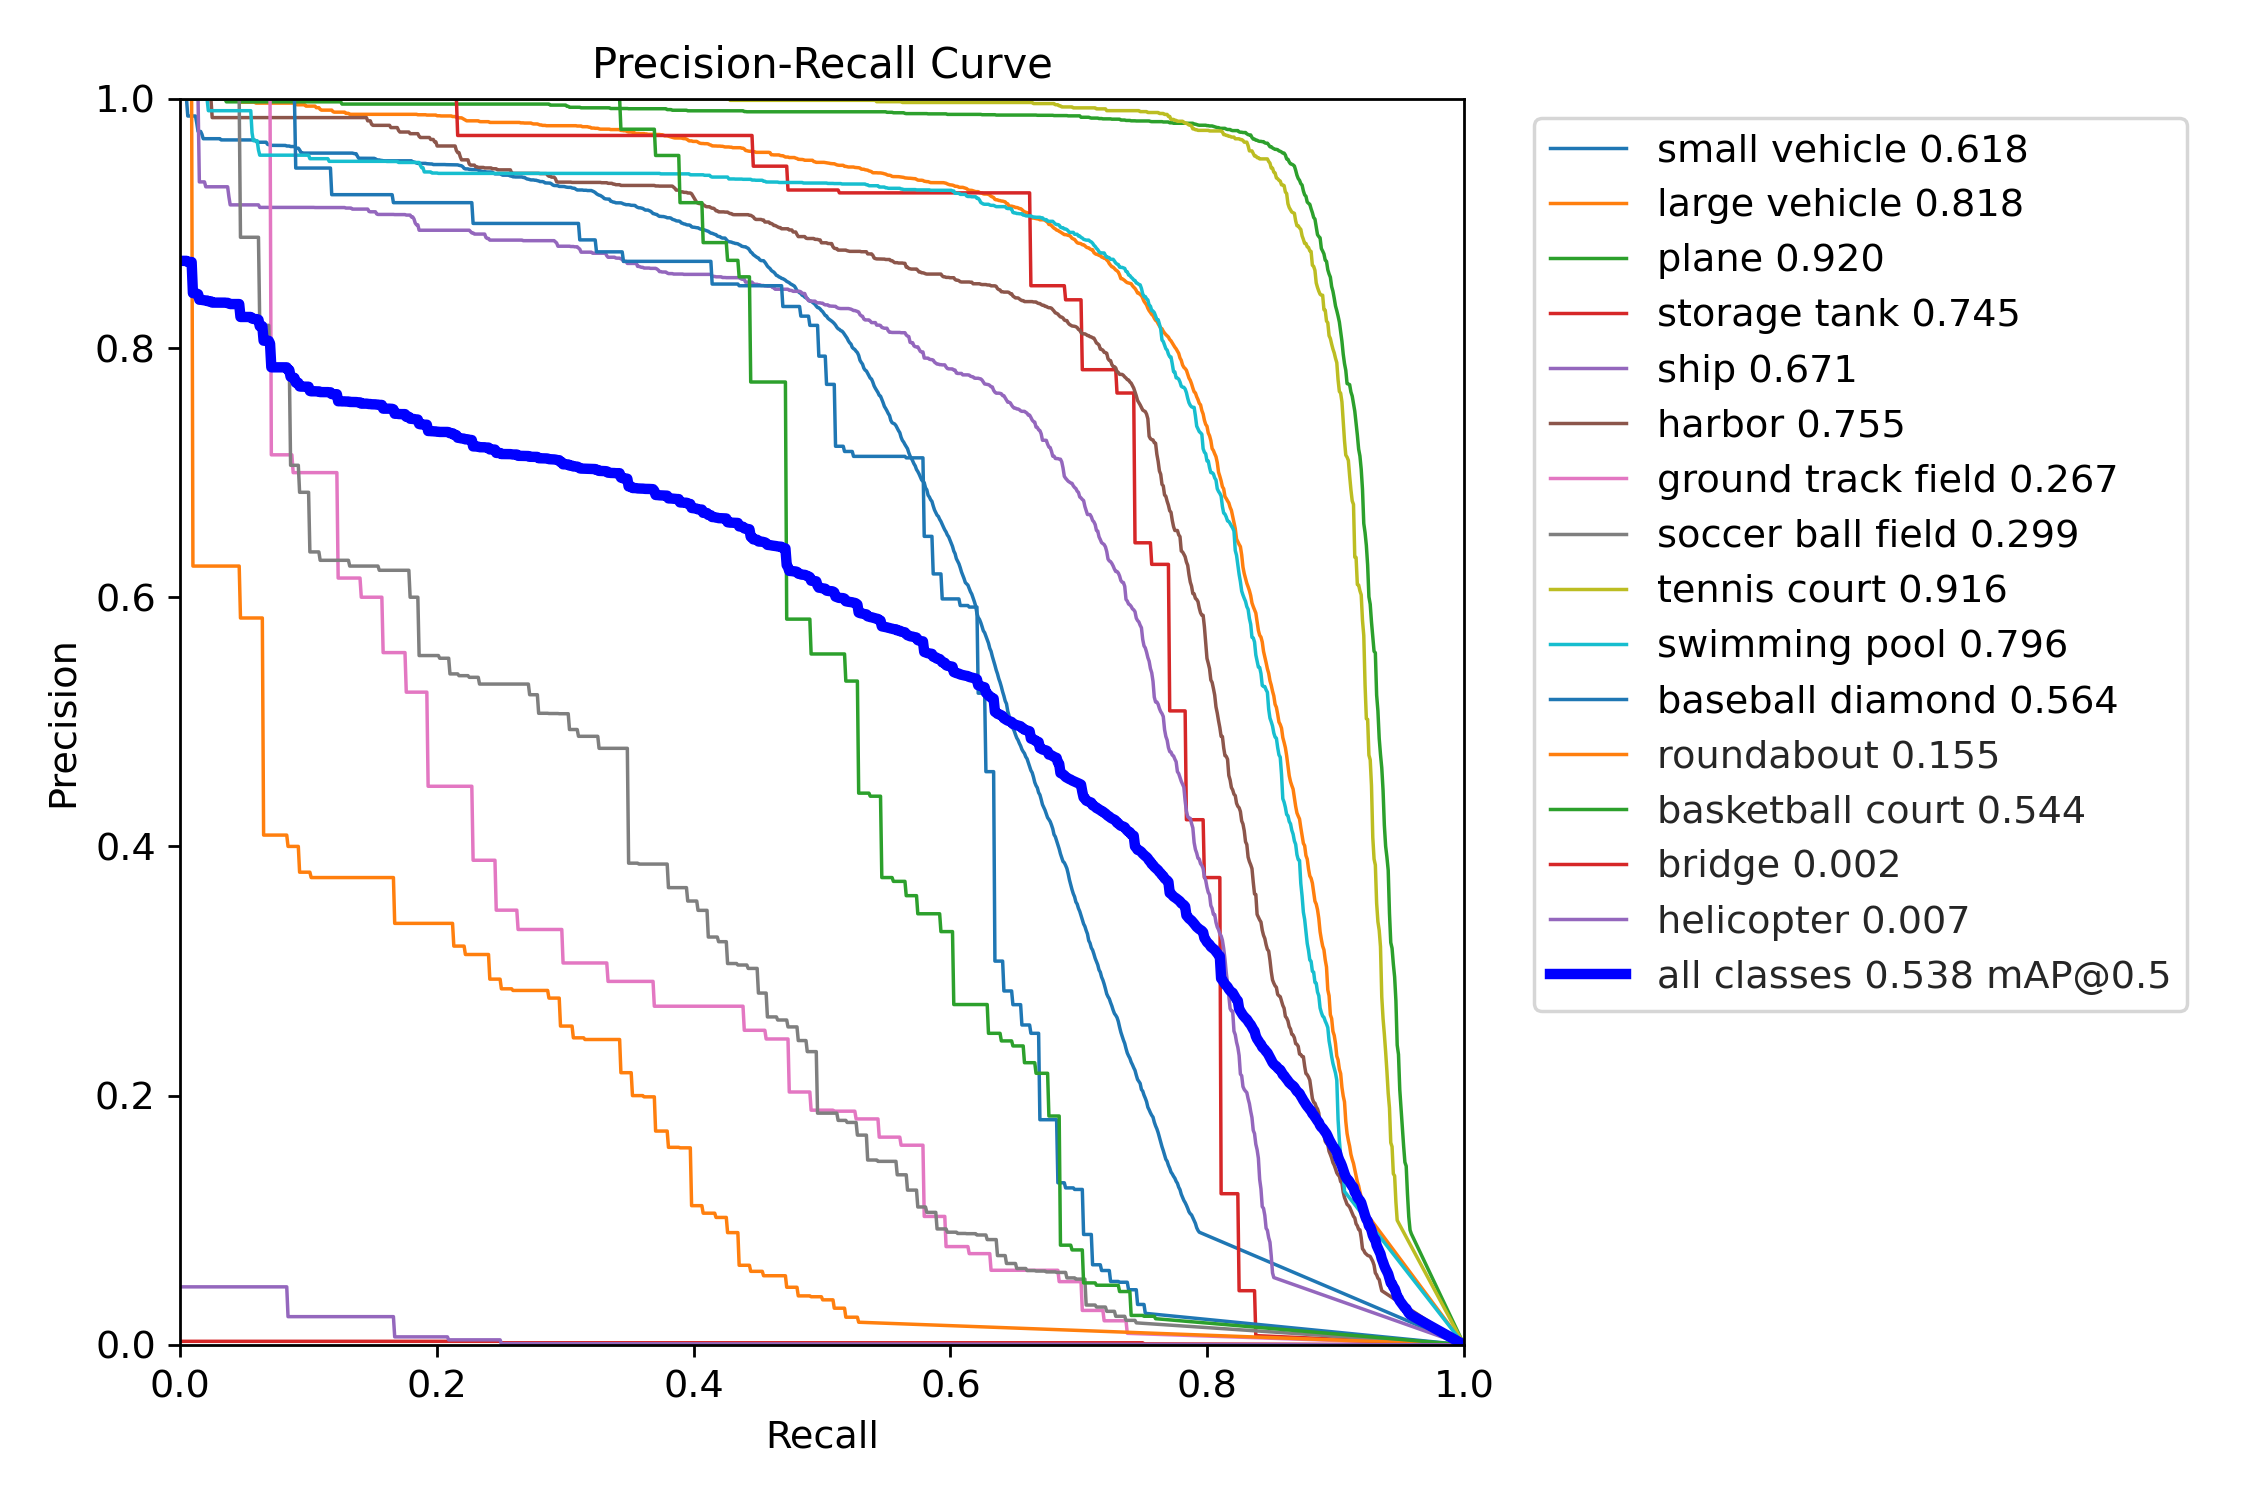 Precision-Recall Curve
1.0
0.8
0.6
0.4
0.2
0.0
Precision
0.0 0.2 0.4 0.6 0.8 1.0
Recall
small vehicle 0.618
large vehicle 0.818
plane 0.920
storage tank 0.745
ship 0.671
harbor 0.755
ground track field 0.267
soccer ball field 0.299
tennis court 0.916
swimming pool 0.796
baseball diamond 0.564
roundabout 0.155
basketball court 0.544
bridge 0.002
helicopter 0.007
all classes 0.538 mAP@0.5